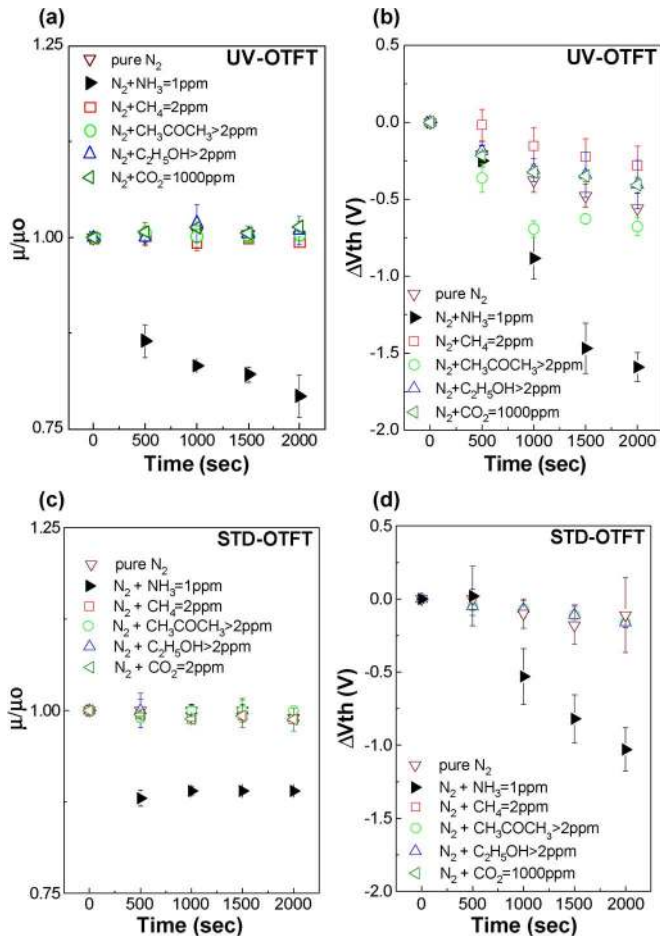 (a)
1.25
UV-OTFT
pure N₂
N₂+NH₃=1ppm
N₂+CH₄=2ppm
N₂+CH₃COCH₃>2ppm
N₂+C₂H₅OH>2ppm
N₂+CO₂=1000ppm
1.00
μ/μo
0.75
0 500 1000 1500 2000
Time (sec)
(b)
0.5
UV-OTFT
0.0
-0.5
ΔVth (V)
-1.0
pure N₂
N₂+NH₃=1ppm
N₂+CH₄=2ppm
N₂+CH₃COCH₃>2ppm
N₂+C₂H₅OH>2ppm
N₂+CO₂=1000ppm
-1.5
-2.0
0 500 1000 1500 2000
Time (sec)
(c)
1.25
STD-OTFT
pure N₂
N₂ + NH₃=1ppm
N₂ + CH₄=2ppm
N₂ + CH₃COCH₃>2ppm
N₂ + C₂H₅OH>2ppm
N₂ + CO₂=2ppm
1.00
μ/μo
0.75
0 500 1000 1500 2000
Time (sec)
(d)
0.5
STD-OTFT
0.0
-0.5
ΔVth (V)
-1.0
pure N₂
N₂ + NH₃=1ppm
N₂ + CH₄=2ppm
N₂ + CH₃COCH₃>2ppm
N₂ + C₂H₅OH>2ppm
N₂ + CO₂=1000ppm
-1.5
-2.0
0 500 1000 1500 2000
Time (sec)